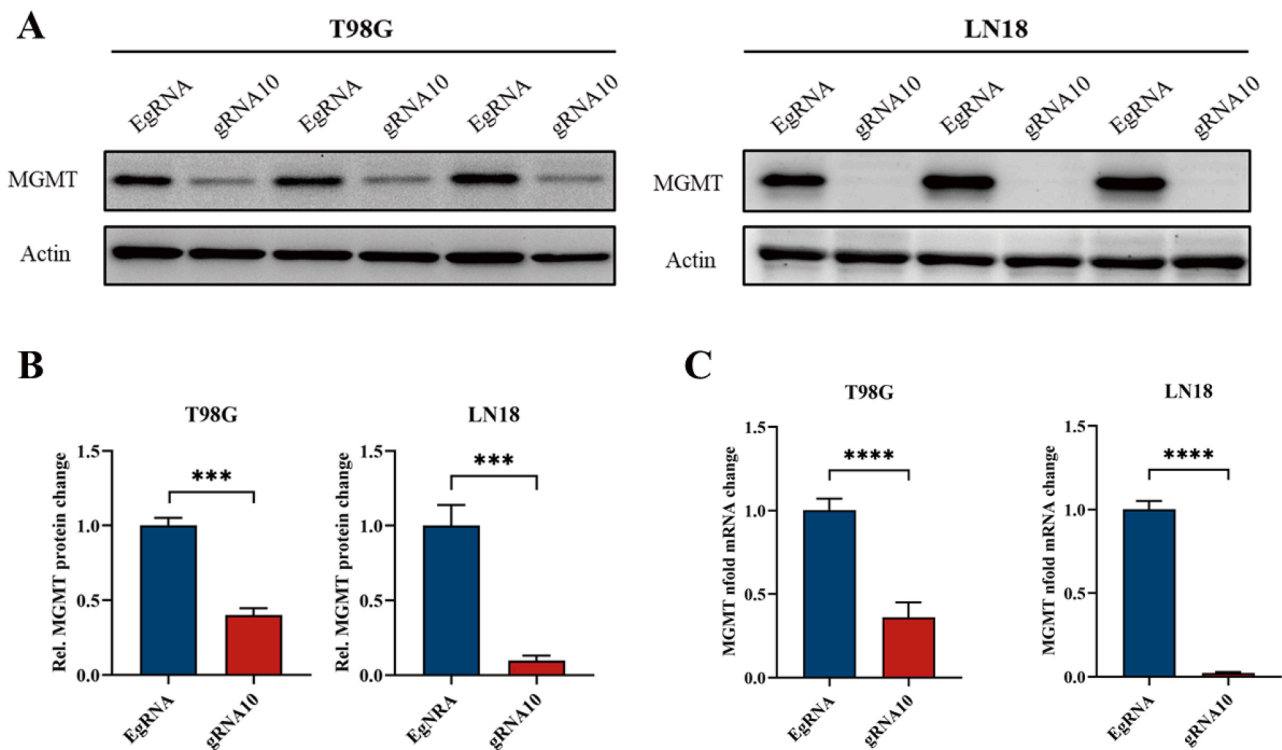 A
T98G
EgRNA gRNA10 EgRNA gRNA10 EgRNA gRNA10
MGMT
Actin
LN18
EgRNA gRNA10 EgRNA gRNA10 EgRNA gRNA10
MGMT
Actin
B
T98G
Rel. MGMT protein change
1.5
1.0
0.5
0.0
***
EgRNA gRNA10
LN18
Rel. MGMT protein change
1.5
1.0
0.5
0.0
***
EgNRA gRNA10
C
T98G
MGMT nfold mRNA change
1.5
1.0
0.5
0.0
****
EgRNA gRNA10
LN18
MGMT nfold mRNA change
1.5
1.0
0.5
0.0
****
EgRNA gRNA10